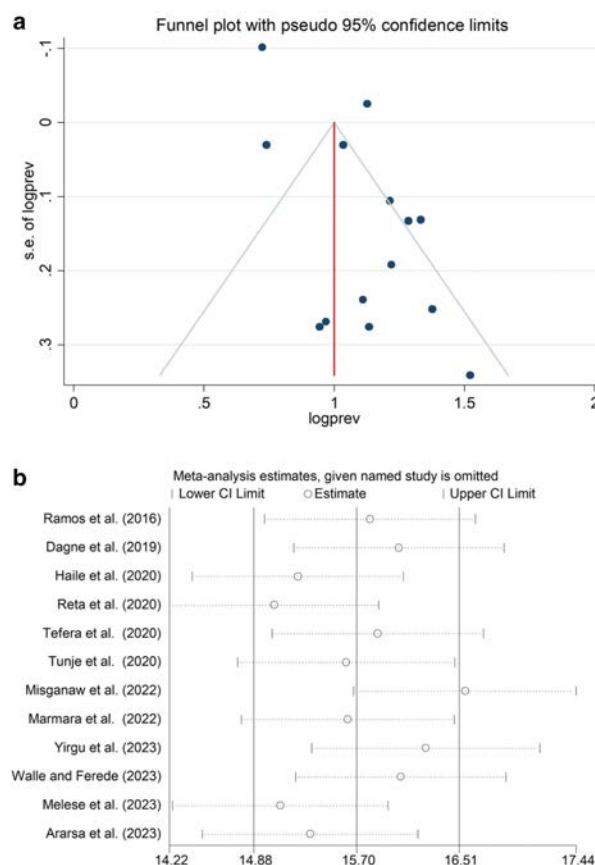 a
Funnel plot with pseudo 95% confidence limits
-.1
0
.1
.2
.3
s.e. of logprev
0 .5 1 1.5 2
logprev
b
Meta-analysis estimates, given named study is omitted
Lower CI Limit Estimate Upper CI Limit
Ramos et al. (2016)
Dagne et al. (2019)
Haile et al. (2020)
Reta et al. (2020)
Tefera et al. (2020)
Tunje et al. (2020)
Misganaw et al. (2022)
Marmara et al. (2022)
Yirgu et al. (2023)
Walle and Ferede (2023)
Melese et al. (2023)
Ararsa et al. (2023)
14.22 14.88 15.70 16.51 17.44